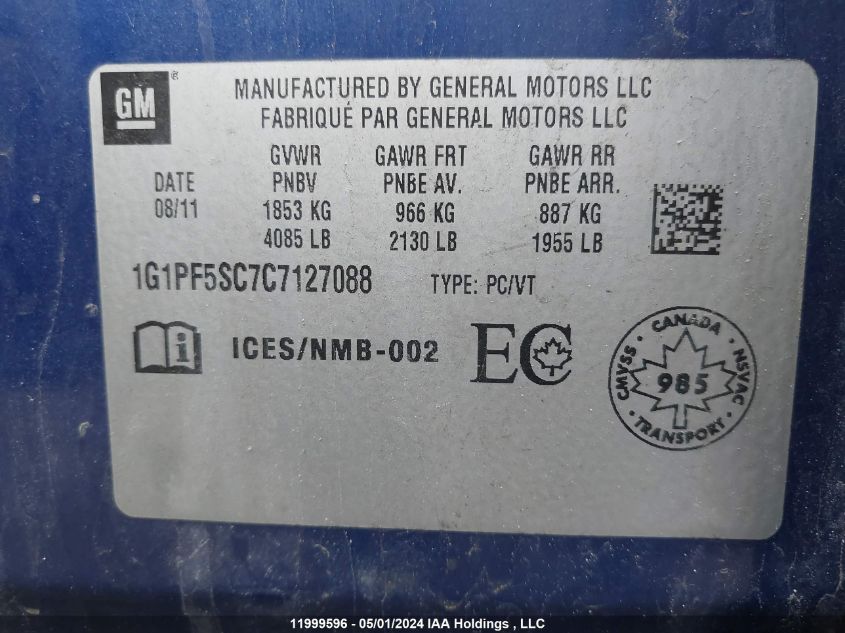 GM ®
MANUFACTURED BY GENERAL MOTORS LLC
FABRIQUÉ PAR GENERAL MOTORS LLC
GVWR GAWR FRT GAWR RR
DATE PNBV PNBE AV. PNBE ARR.
08/11 1853 KG 966 KG 887 KG
4085 LB 2130 LB 1955 LB
1G1PF5SC7C7127088 TYPE: PC/VT
i ICES/NMB-002 EC
CANADA
CMVSS 985 NSVAC
TRANSPORT
11999596 - 05/01/2024 IAA Holdings , LLC